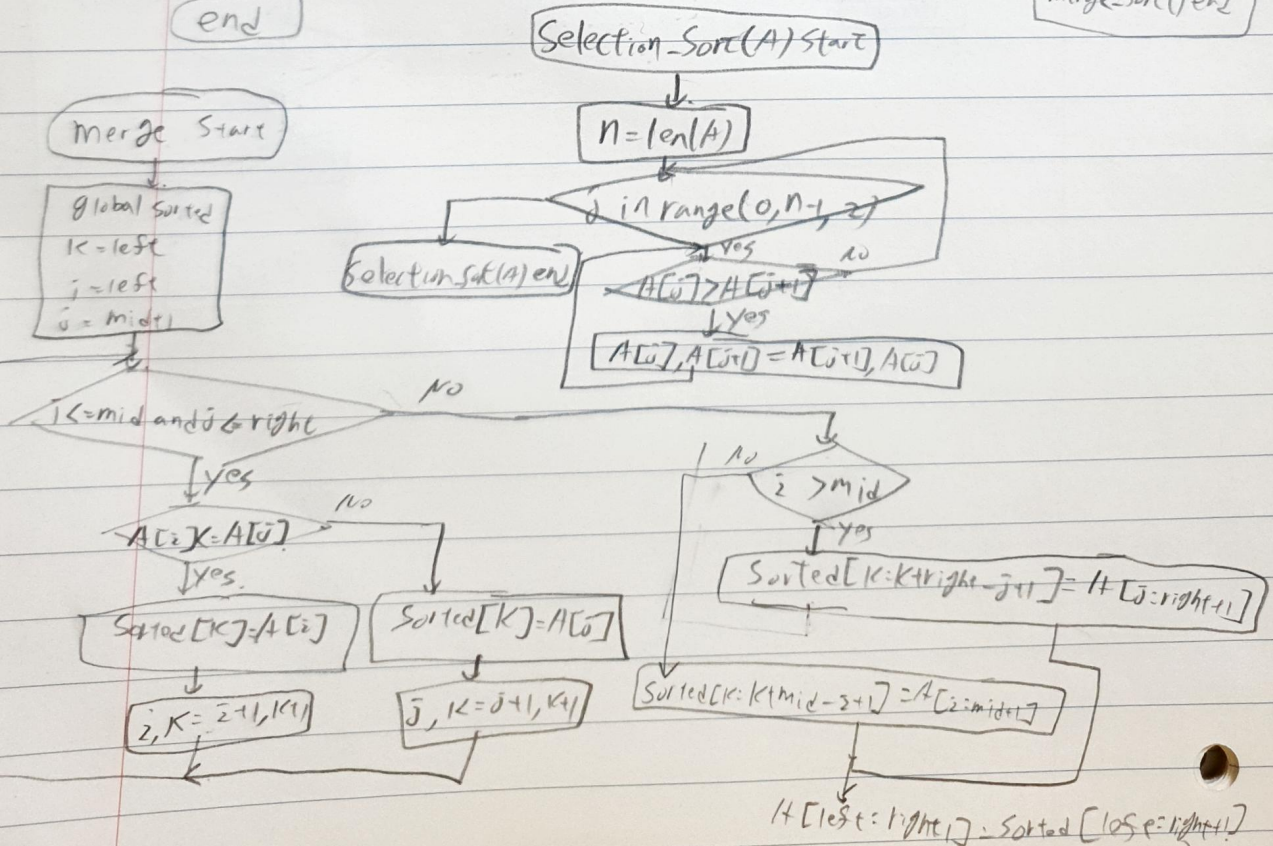 end
Selection_Sort(A) Start
n=len(A)
j in range(0,n-1,2)
yes
no
Selection_Sort(A) end
A[j]>A[j+1]
yes
A[j],A[j+1]=A[j+1],A[j]
merge Start
global sorted
k=left
i=left
j=mid+1
i<=mid and j<=right
No
yes
A[i]<=A[j]
No
yes.
Sorted[k]=A[i]
Sorted[k]=A[j]
i,k=i+1,k+1
j,k=j+1,k+1
i >mid
No
yes
Sorted[k:k+right-j+1]=A[j:right+1]
Sorted[k:k+mid-i+1]=A[i:mid+1]
A[left:right+1]=Sorted[left:right+1]